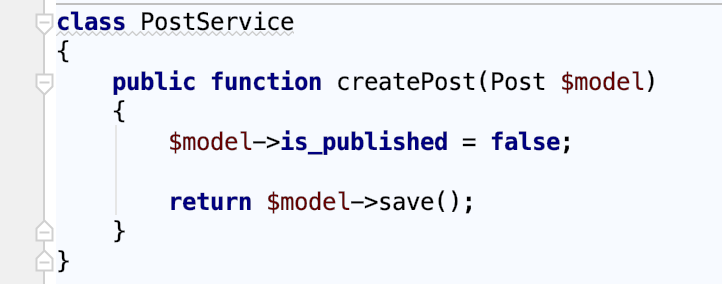 class PostService
{
    public function createPost(Post $model)
    {
        $model->is_published = false;

        return $model->save();
    }
}